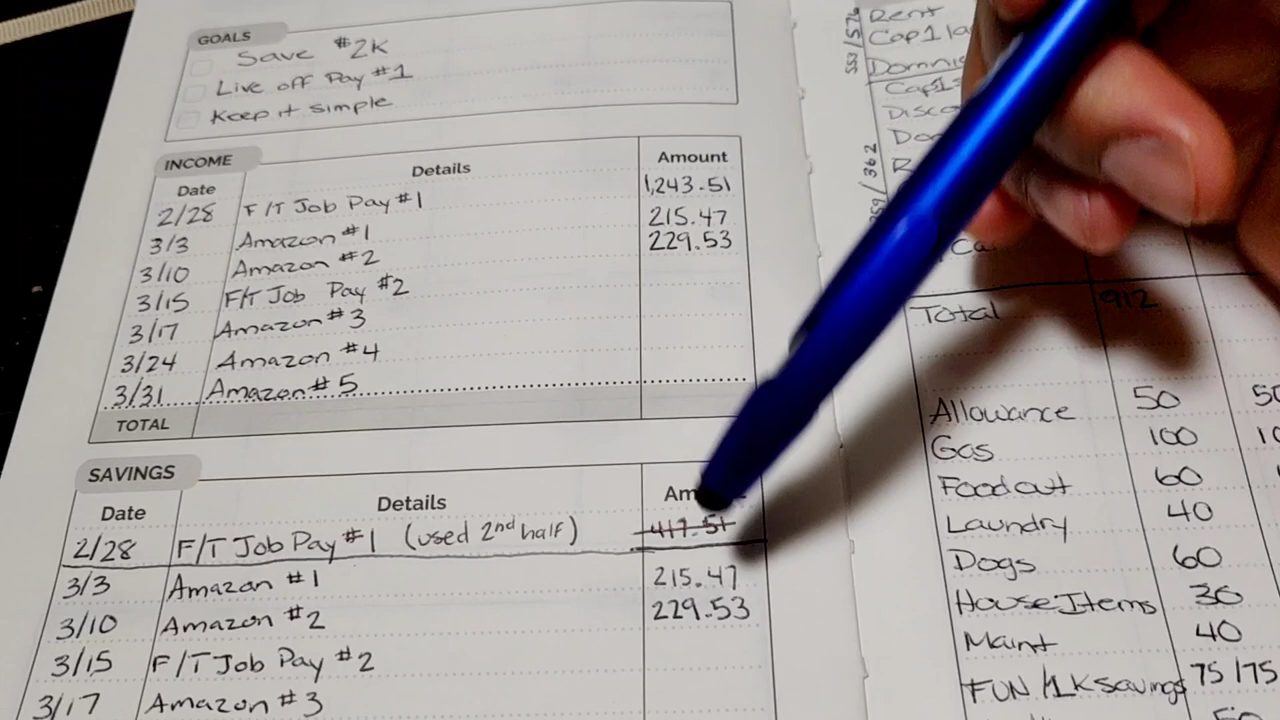 GOALS
Save $2K
Live off Pay #1
Keep it simple
INCOME
Date Details Amount
2/28 F/T Job Pay #1 1,243.51
3/3 Amazon #1 215.47
3/10 Amazon #2 229.53
3/15 F/T Job Pay #2
3/17 Amazon #3
3/24 Amazon #4
3/31 Amazon #5
TOTAL
SAVINGS
Date Details
2/28 F/T Job Pay #1 (used 2nd half) 417.51
3/3 Amazon #1 215.47
3/10 Amazon #2 229.53
3/15 F/T Job Pay #2
3/17 Amazon #3
Rent
Cap1
Total 912
Allowance 50
Gas 100
Food out 60
Laundry 40
Dogs 60
House Items 30
Maint 40
FUN /1K savings 75/75